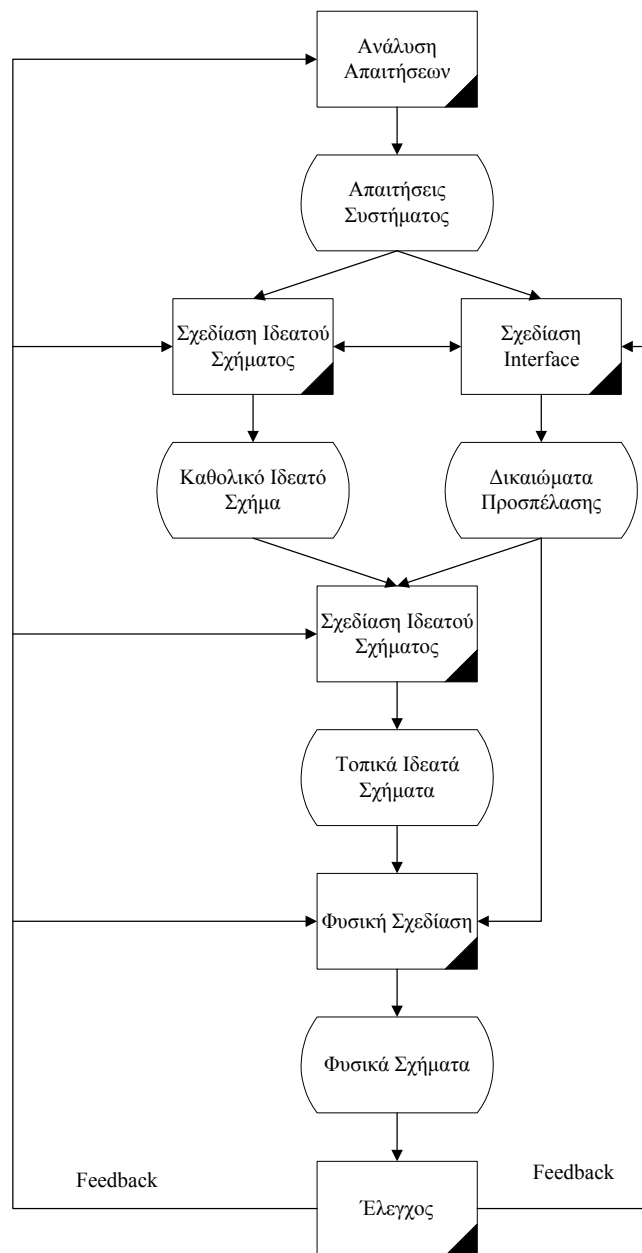 Ανάλυση
Απαιτήσεων
Απαιτήσεις
Συστήματος
Σχεδίαση Ιδεατού
Σχήματος
Σχεδίαση
Interface
Καθολικό Ιδεατό
Σχήμα
Δικαιώματα
Προσπέλασης
Σχεδίαση Ιδεατού
Σχήματος
Τοπικά Ιδεατά
Σχήματα
Φυσική Σχεδίαση
Φυσικά Σχήματα
Feedback
Έλεγχος
Feedback